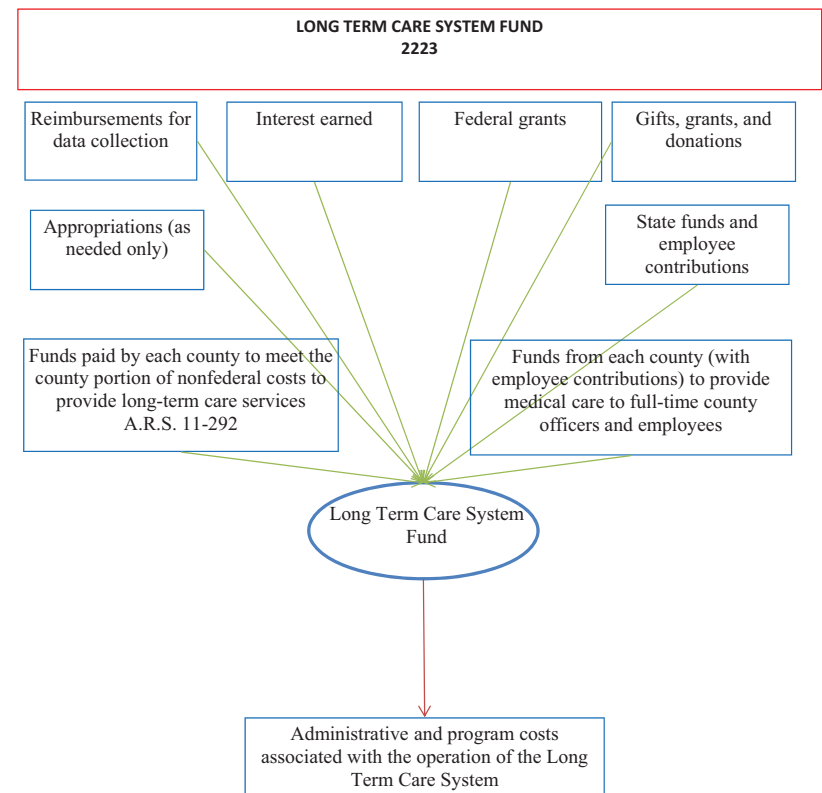 LONG TERM CARE SYSTEM FUND
2223
Reimbursements for
data collection
Interest earned
Federal grants
Gifts, grants, and
donations
Appropriations (as
needed only)
State funds and
employee
contributions
Funds paid by each county to meet the
county portion of nonfederal costs to
provide long-term care services
A.R.S. 11-292
Funds from each county (with
employee contributions) to provide
medical care to full-time county
officers and employees
Long Term Care System
Fund
Administrative and program costs
associated with the operation of the Long
Term Care System